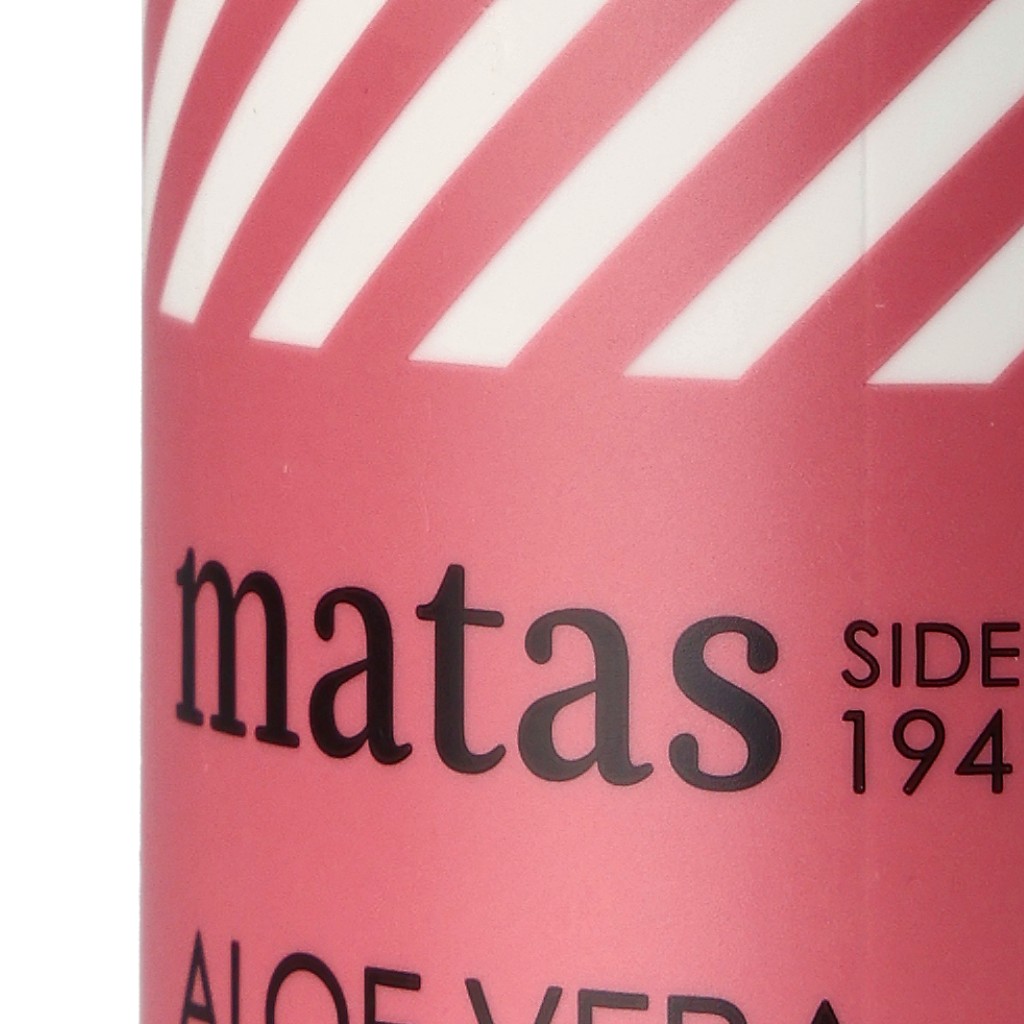 matas
SIDE
194
ALOE VERA